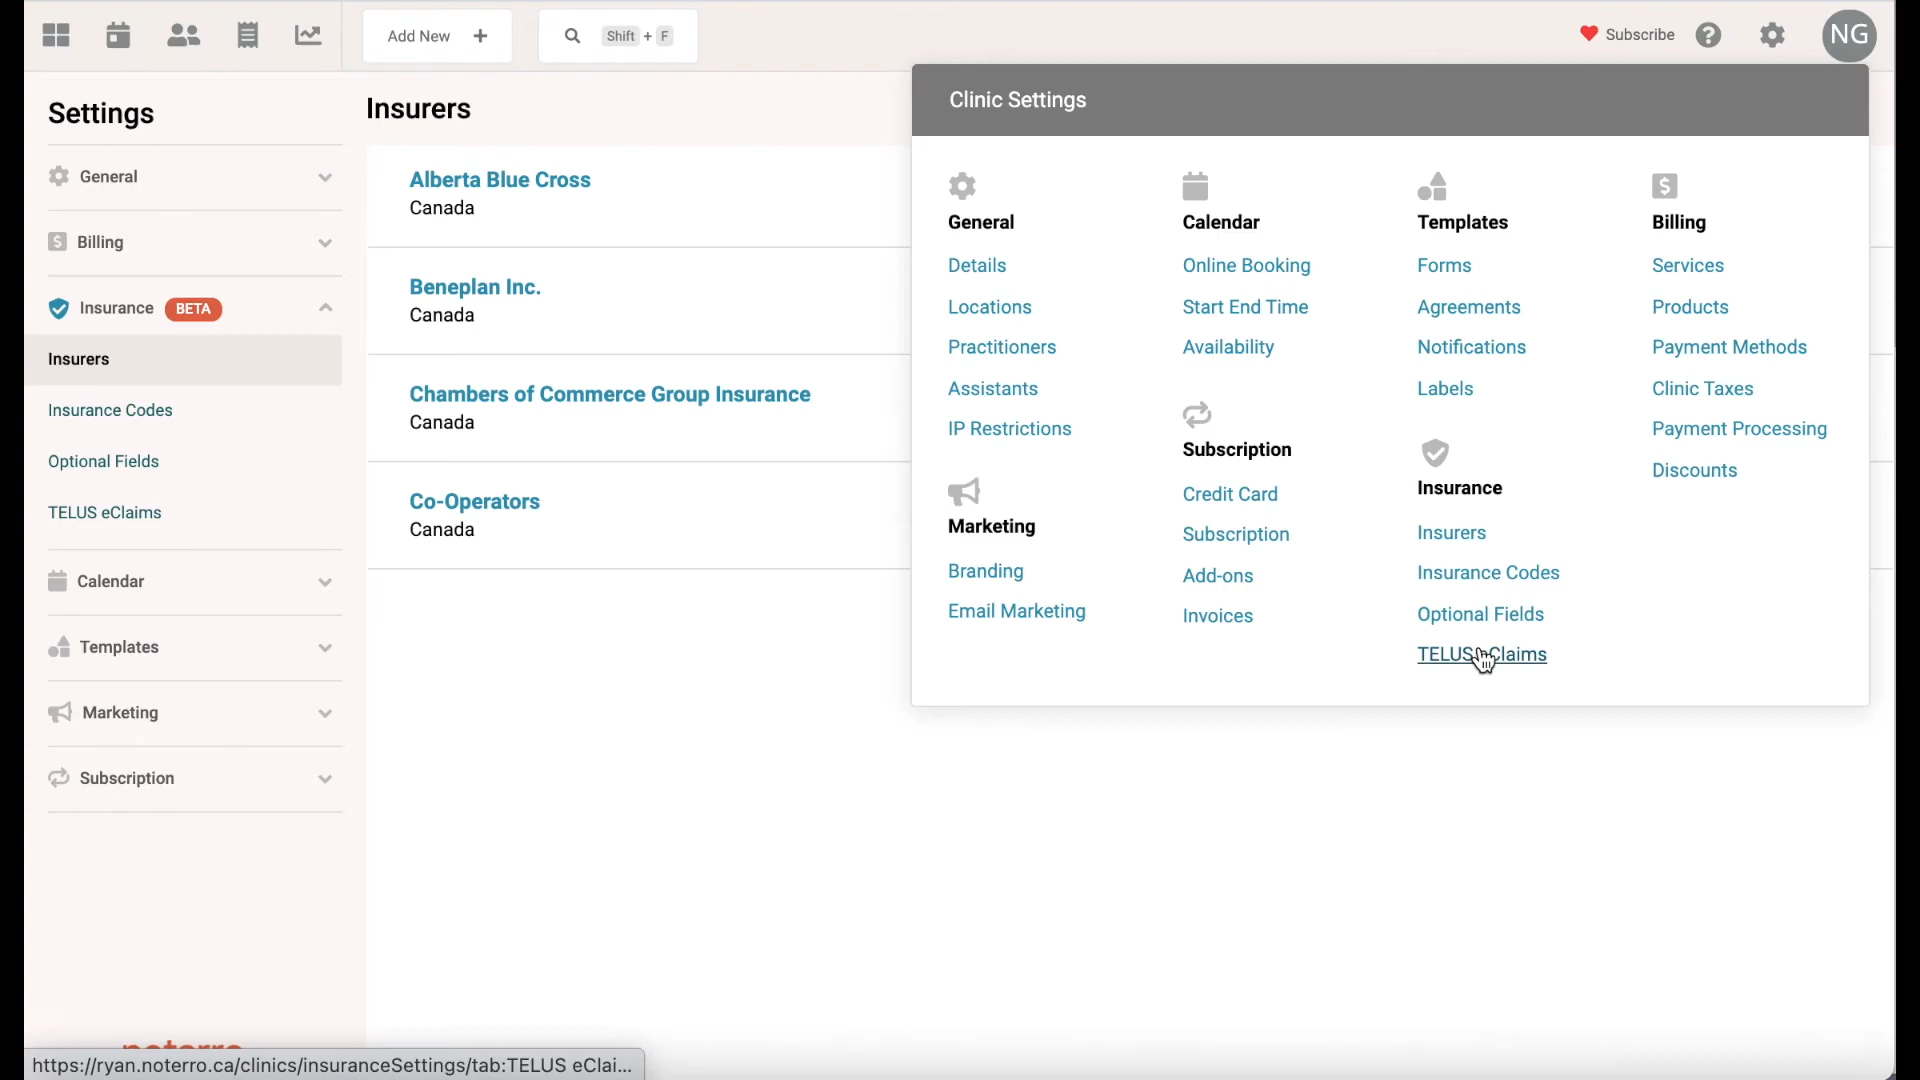 Add New +
Shift + F
Subscribe
?
NG
Settings
General
$ Billing
Insurance BETA
Insurers
Insurance Codes
Optional Fields
TELUS eClaims
Calendar
Templates
Marketing
Subscription
noterro
Insurers
Alberta Blue Cross
Canada
Beneplan Inc.
Canada
Chambers of Commerce Group Insurance
Canada
Co-Operators
Canada
Clinic Settings
General
Details
Locations
Practitioners
Assistants
IP Restrictions
Marketing
Branding
Email Marketing
Calendar
Online Booking
Start End Time
Availability
Subscription
Credit Card
Subscription
Add-ons
Invoices
Templates
Forms
Agreements
Notifications
Labels
Insurance
Insurers
Insurance Codes
Optional Fields
TELUS eClaims
$
Billing
Services
Products
Payment Methods
Clinic Taxes
Payment Processing
Discounts
https://ryan.noterro.ca/clinics/insuranceSettings/tab:TELUS eClai...